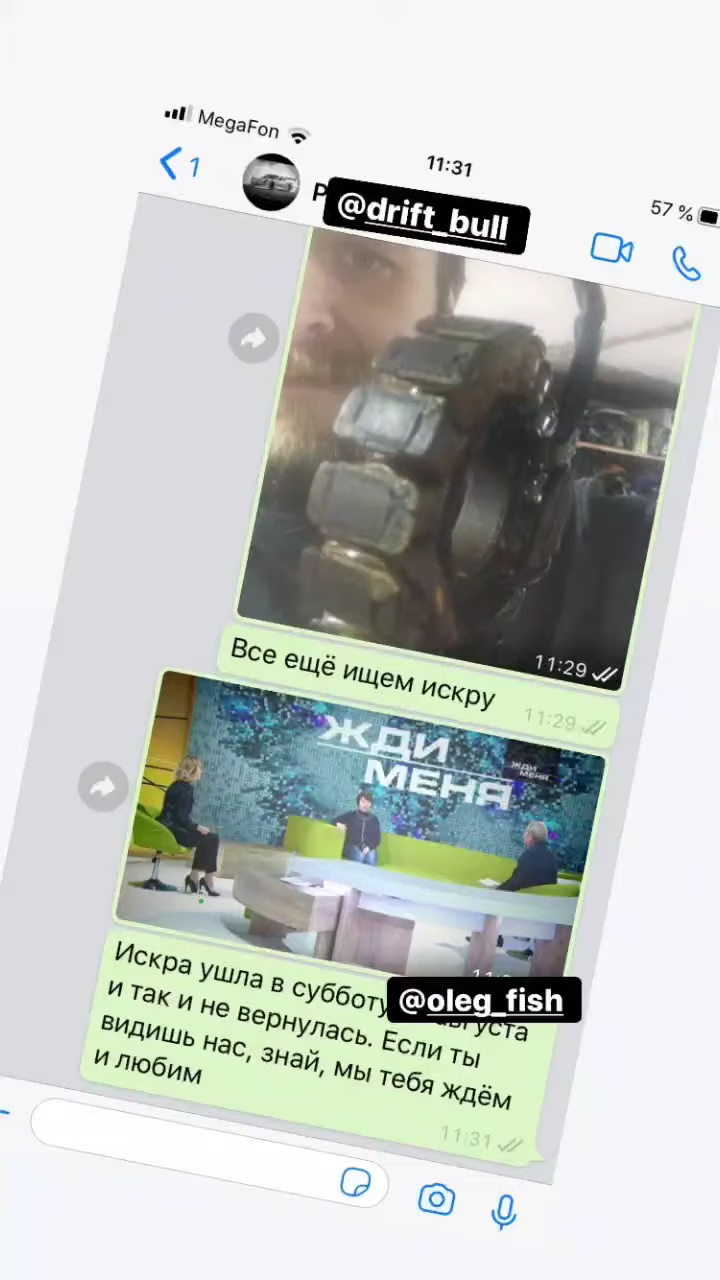 MegaFon
11:31
57 %
1
@drift_bull
11:29
Все ещё ищем искру
11:29
ЖДИ
МЕНЯ
ЖДИ
МЕНЯ
Искра ушла в субботу
@oleg_fish
и так и не вернулась. Если ты
видишь нас, знай, мы тебя ждём
и любим
11:31